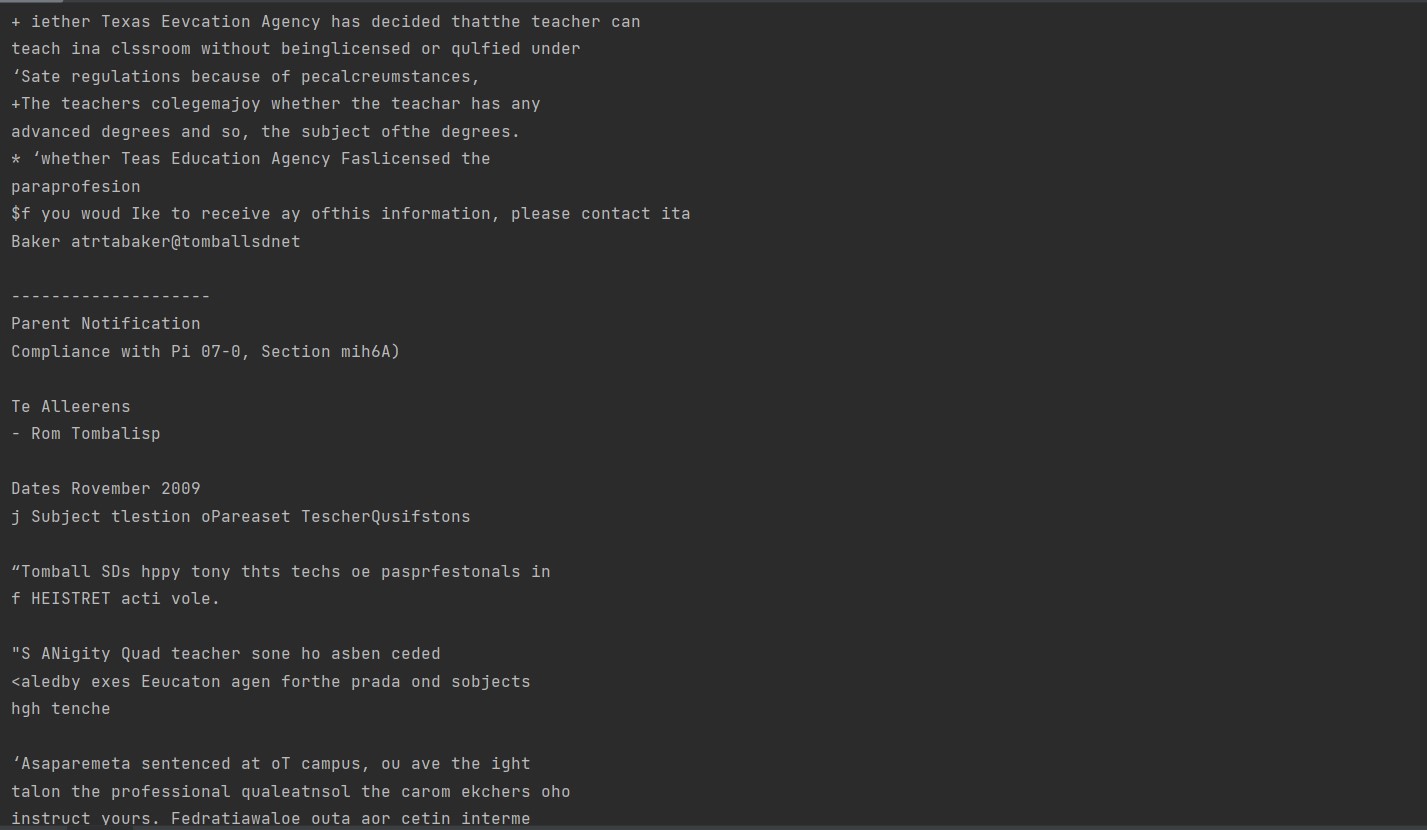 + iether Texas Eevcation Agency has decided thatthe teacher can
teach ina clssroom without beinglicensed or qulfied under
‘Sate regulations because of pecalcreumstances,
+The teachers colegemajoy whether the teachar has any
advanced degrees and so, the subject ofthe degrees.
* ‘whether Teas Education Agency Faslicensed the
paraprofesion
$f you woud Ike to receive ay ofthis information, please contact ita
Baker atrtabaker@tomballsdnet
--------------------
Parent Notification
Compliance with Pi 07-0, Section mih6A)
Te Alleerens
- Rom Tombalisp
Dates Rovember 2009
j Subject tlestion oPareaset TescherQusifstons
“Tomball SDs hppy tony thts techs oe pasprfestonals in
f HEISTRET acti vole.
"S ANigity Quad teacher sone ho asben ceded
<aledby exes Eeucaton agen forthe prada ond sobjects
hgh tenche
‘Asaparemeta sentenced at oT campus, ou ave the ight
talon the professional qualeatnsol the carom ekchers oho
instruct yours. Fedratiawaloe outa aor cetin interme